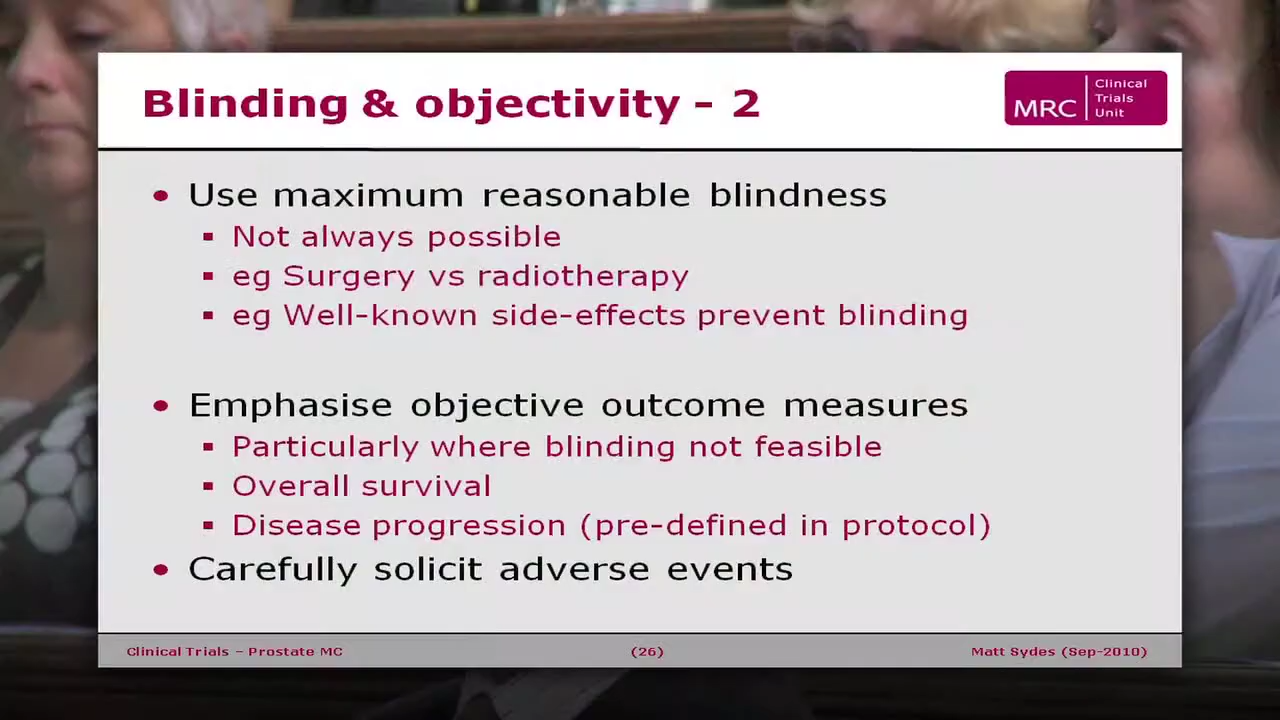 Blinding & objectivity - 2
MRC
Clinical
Trials
Unit
• Use maximum reasonable blindness
▪ Not always possible
▪ eg Surgery vs radiotherapy
▪ eg Well-known side-effects prevent blinding
• Emphasise objective outcome measures
▪ Particularly where blinding not feasible
▪ Overall survival
▪ Disease progression (pre-defined in protocol)
• Carefully solicit adverse events
Clinical Trials – Prostate MC
(26)
Matt Sydes (Sep-2010)